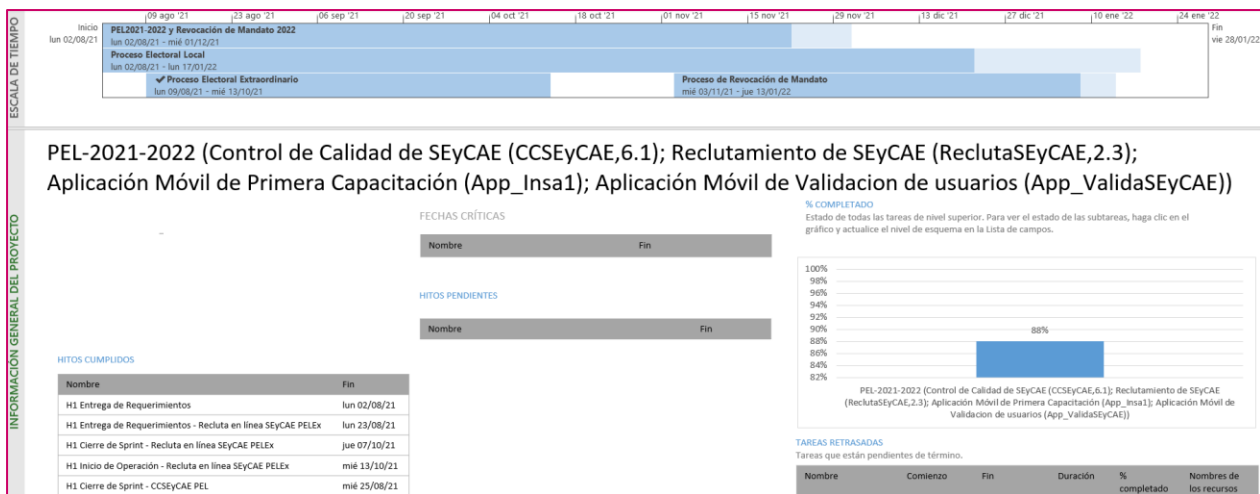 09 ago '21 23 ago '21 06 sep '21 20 sep '21 04 oct '21 18 oct '21 01 nov '21 15 nov '21 29 nov '21 13 dic '21 27 dic '21 10 ene '22 24 ene '22
ESCALA DE TIEMPO
Inicio
lun 02/08/21
PEL2021-2022 y Revocación de Mandato 2022
lun 02/08/21 - mié 01/12/21
Proceso Electoral Local
lun 02/08/21 - lun 17/01/22
✔ Proceso Electoral Extraordinario
lun 09/08/21 - mié 13/10/21
Proceso de Revocación de Mandato
mié 03/11/21 - jue 13/01/22
Fin
vie 28/01/22
INFORMACIÓN GENERAL DEL PROYECTO
PEL-2021-2022 (Control de Calidad de SEyCAE (CCSEyCAE,6.1); Reclutamiento de SEyCAE (ReclutaSEyCAE,2.3);
Aplicación Móvil de Primera Capacitación (App_Insa1); Aplicación Móvil de Validacion de usuarios (App_ValidaSEyCAE))
HITOS CUMPLIDOS
Nombre Fin
H1 Entrega de Requerimientos lun 02/08/21
H1 Entrega de Requerimientos - Recluta en línea SEyCAE PELEx lun 23/08/21
H1 Cierre de Sprint - Recluta en línea SEyCAE PELEx jue 07/10/21
H1 Inicio de Operación - Recluta en línea SEyCAE PELEx mié 13/10/21
H1 Cierre de Sprint - CCSEyCAE PEL mié 25/08/21
FECHAS CRÍTICAS
Nombre Fin
HITOS PENDIENTES
Nombre Fin
% COMPLETADO
Estado de todas las tareas de nivel superior. Para ver el estado de las subtareas, haga clic en el
gráfico y actualice el nivel de esquema en la Lista de campos.
100%
98%
96%
94%
92%
90%
88%
86%
84%
82%
88%
PEL-2021-2022 (Control de Calidad de SEyCAE (CCSEyCAE,6.1); Reclutamiento de SEyCAE
(ReclutaSEyCAE,2.3); Aplicación Móvil de Primera Capacitación (App_Insa1); Aplicación Móvil de
Validacion de usuarios (App_ValidaSEyCAE))
TAREAS RETRASADAS
Tareas que están pendientes de término.
Nombre Comienzo Fin Duración % completado Nombres de los recursos